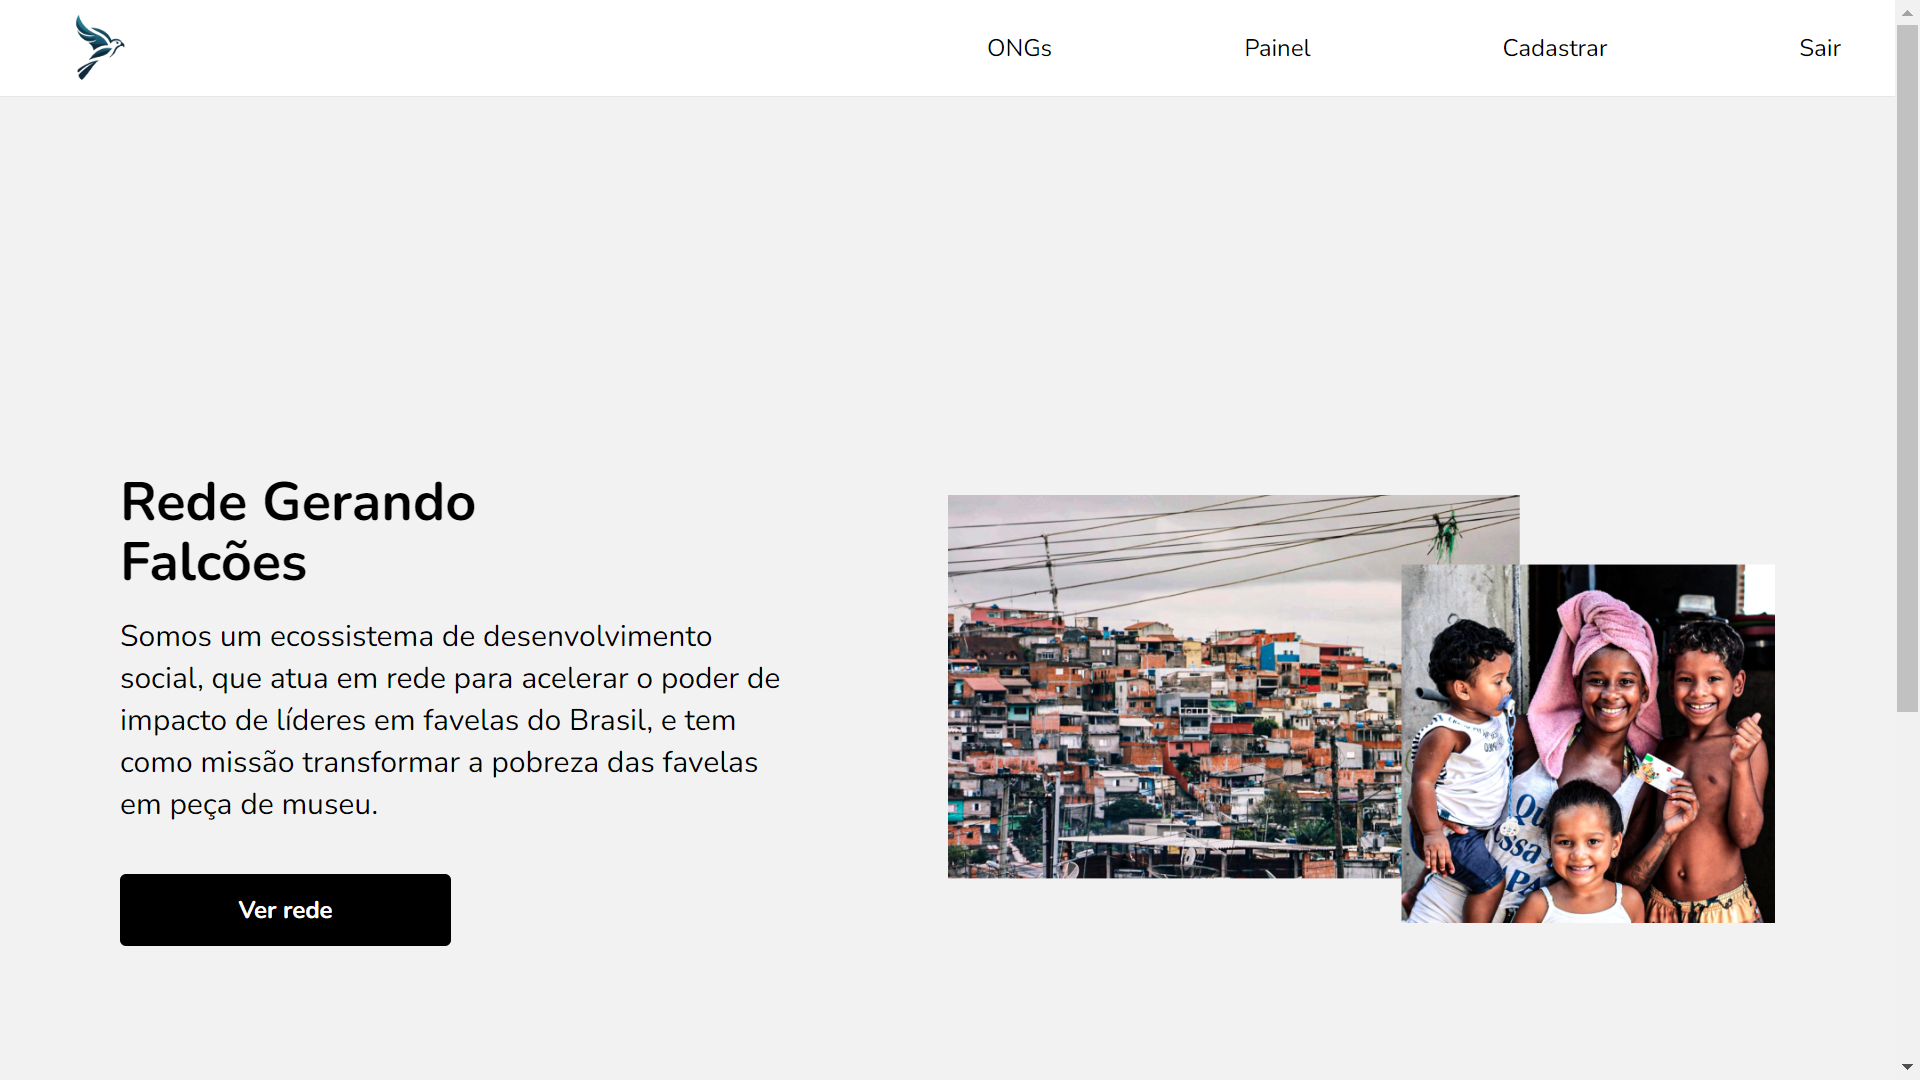 ONGs
Painel
Cadastrar
Sair
Rede Gerando
Falcões
Somos um ecossistema de desenvolvimento
social, que atua em rede para acelerar o poder de
impacto de líderes em favelas do Brasil, e tem
como missão transformar a pobreza das favelas
em peça de museu.
Ver rede